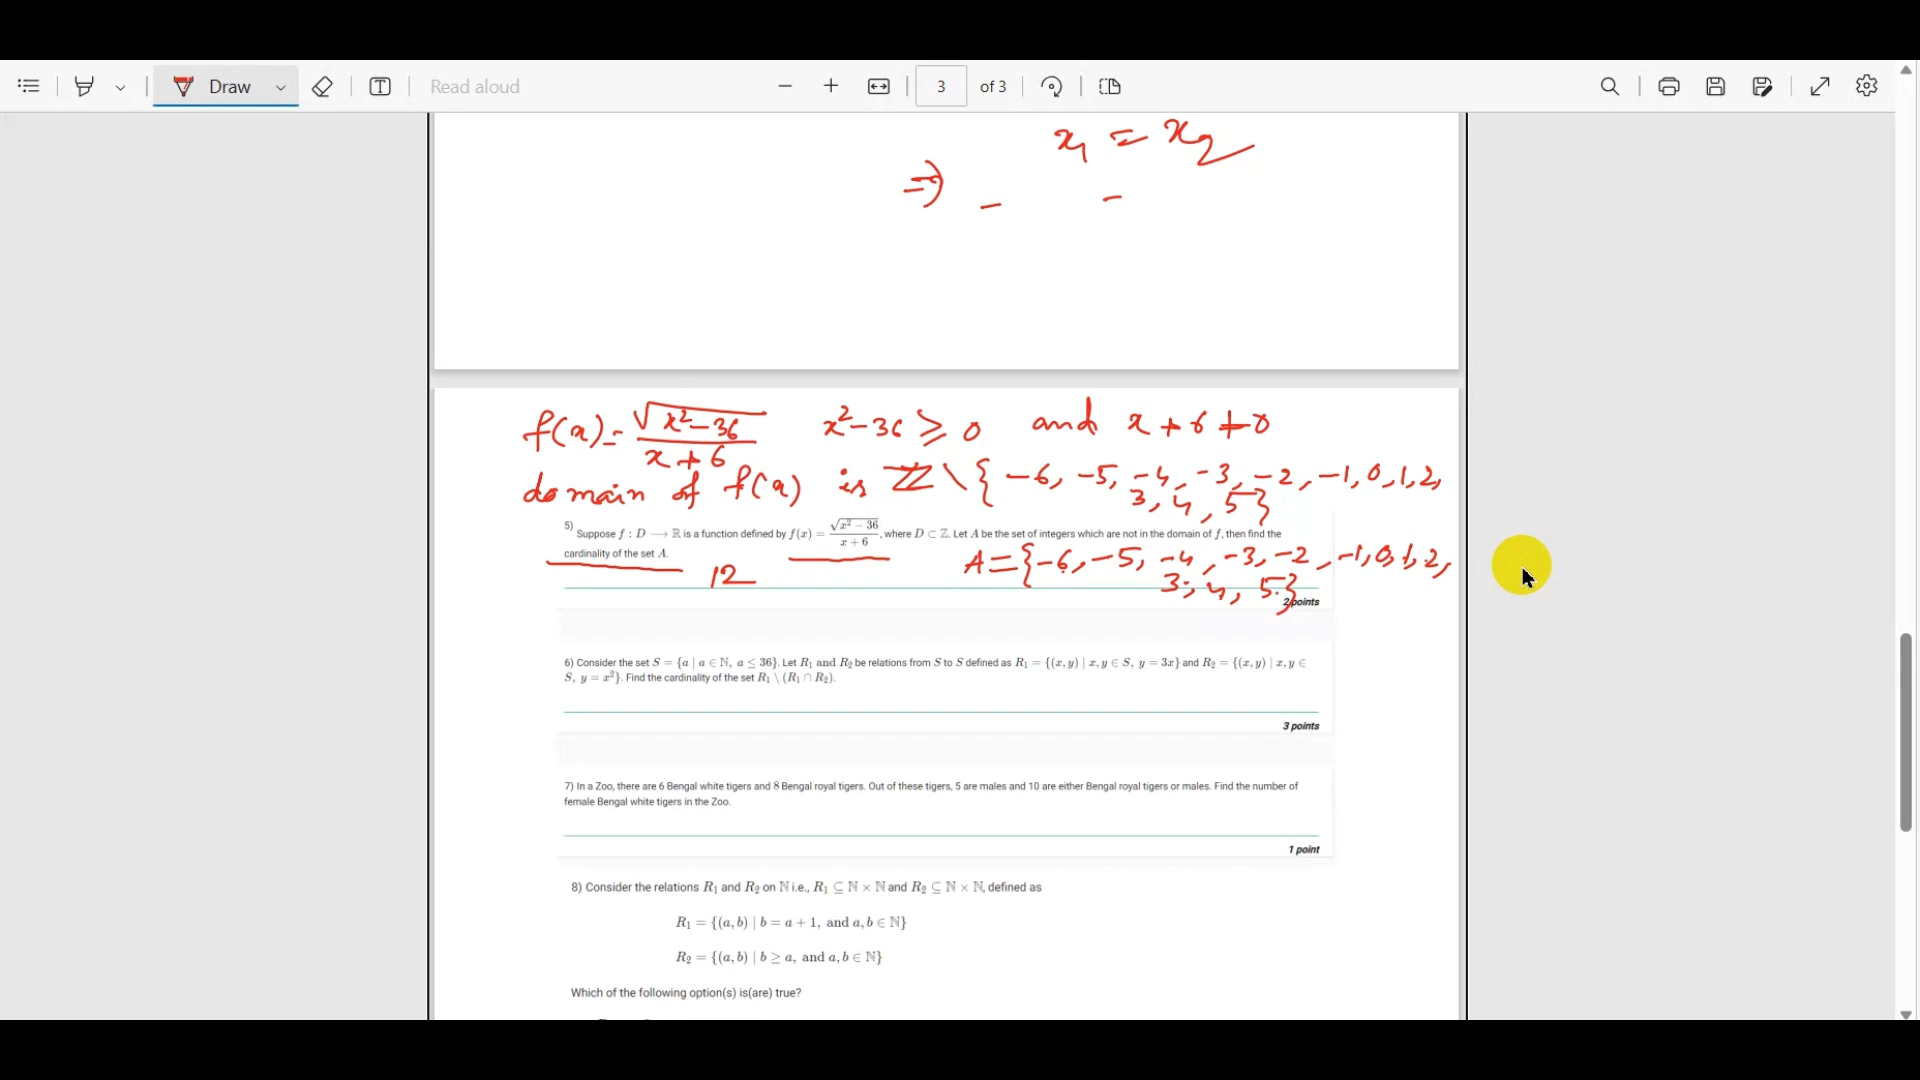 Draw
Read aloud
3 of 3
x₁ = x₂
⇒ - -
f(x) = √(x² - 36) / (x + 6) x² - 36 ⩾ 0 and x + 6 ≠ 0
domain of f(x) is ℤ \ { -6, -5, -4, -3, -2, -1, 0, 1, 2,
3, 4, 5}
5) Suppose f : D ⟶ ℝ is a function defined by f(x) = √(x² − 36) / (x + 6), where D ⊂ ℤ. Let A be the set of integers which are not in the domain of f, then find the
cardinality of the set A.
12
A = {-6, -5, -4, -3, -2, -1, 0, 1, 2,
3, 4, 5}
2 points
6) Consider the set S = {a | a ∈ ℕ, a ≤ 36}. Let R₁ and R₂ be relations from S to S defined as R₁ = {(x, y) | x, y ∈ S, y = 3x} and R₂ = {(x, y) | x, y ∈
S, y = x²}. Find the cardinality of the set R₁ \ (R₁ ∩ R₂).
3 points
7) In a Zoo, there are 6 Bengal white tigers and 8 Bengal royal tigers. Out of these tigers, 5 are males and 10 are either Bengal royal tigers or males. Find the number of
female Bengal white tigers in the Zoo.
1 point
8) Consider the relations R₁ and R₂ on ℕ i.e., R₁ ⊆ ℕ × ℕ and R₂ ⊆ ℕ × ℕ, defined as
R₁ = {(a, b) | b = a + 1, and a, b ∈ ℕ}
R₂ = {(a, b) | b ≥ a, and a, b ∈ ℕ}
Which of the following option(s) is(are) true?